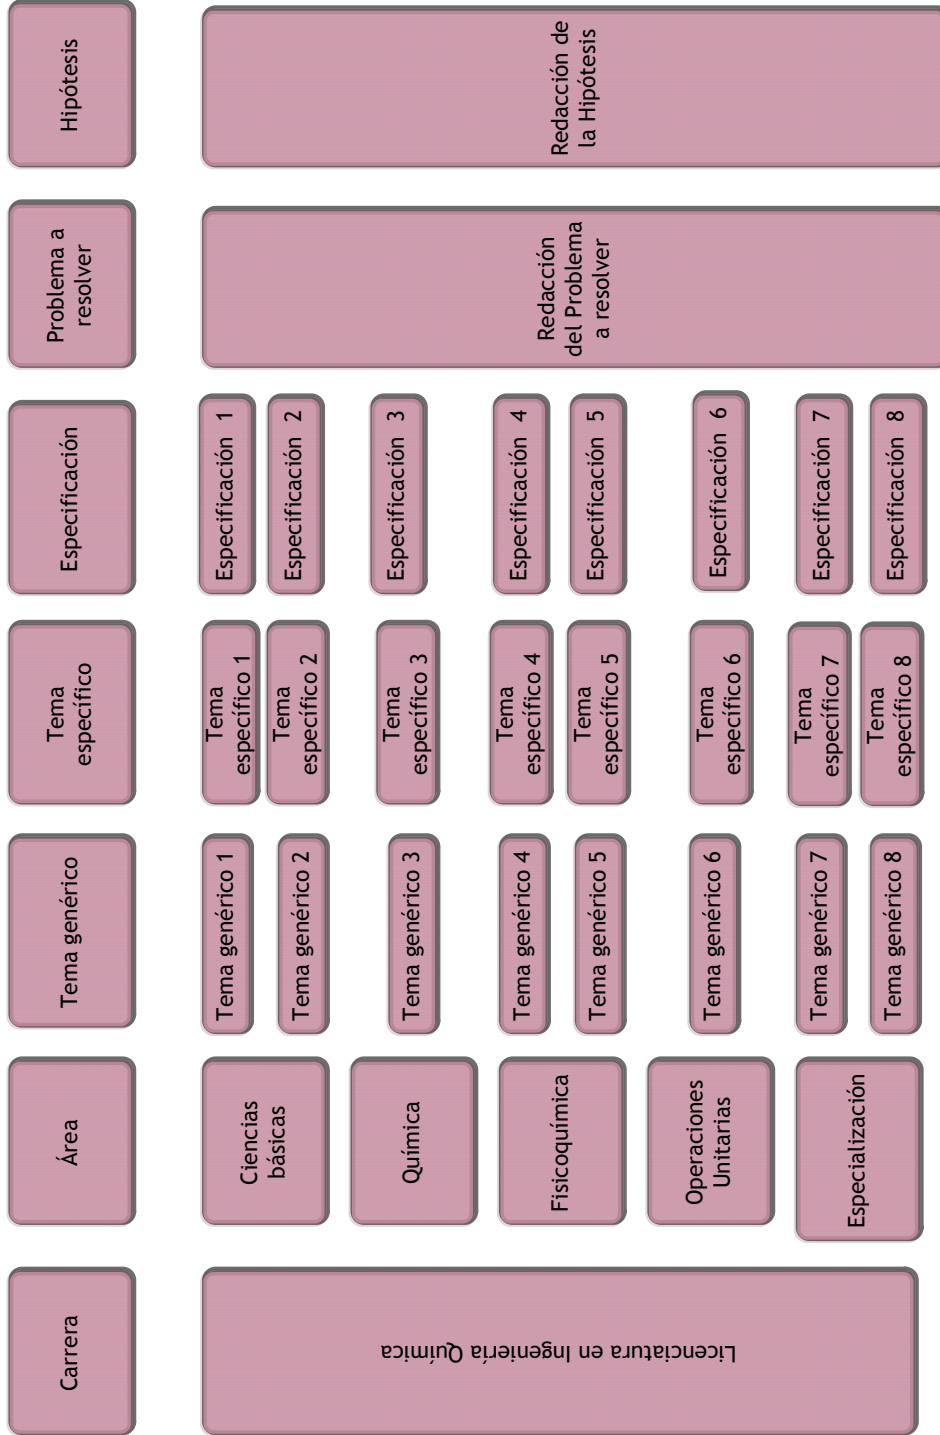 Carrera
Área
Tema genérico
Tema
específico
Especificación
Problema a
resolver
Hipótesis
Licenciatura en Ingeniería Química
Ciencias
básicas
Química
Fisicoquímica
Operaciones
Unitarias
Especialización
Tema genérico 1
Tema genérico 2
Tema genérico 3
Tema genérico 4
Tema genérico 5
Tema genérico 6
Tema genérico 7
Tema genérico 8
Tema
específico 1
Tema
específico 2
Tema
específico 3
Tema
específico 4
Tema
específico 5
Tema
específico 6
Tema
específico 7
Tema
específico 8
Especificación 1
Especificación 2
Especificación 3
Especificación 4
Especificación 5
Especificación 6
Especificación 7
Especificación 8
Redacción
del Problema
a resolver
Redacción de
la Hipótesis